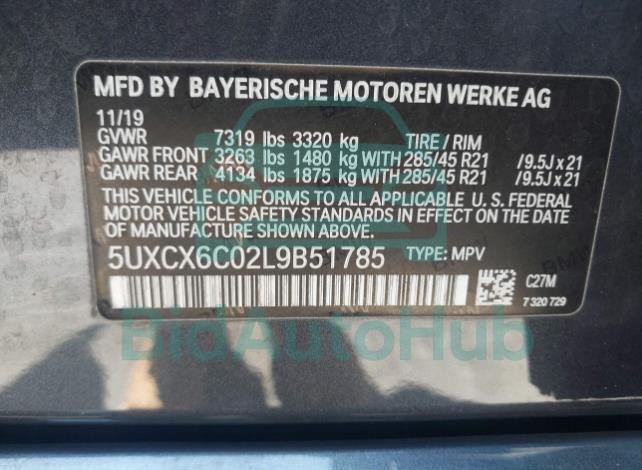 MFD BY BAYERISCHE MOTOREN WERKE AG
11/19
GVWR 7319 lbs 3320 kg TIRE / RIM
GAWR FRONT 3263 lbs 1480 kg WITH 285/45 R21 /9.5J x 21
GAWR REAR 4134 lbs 1875 kg WITH 285/45 R21 /9.5J x 21
THIS VEHICLE CONFORMS TO ALL APPLICABLE U. S. FEDERAL
MOTOR VEHICLE SAFETY STANDARDS IN EFFECT ON THE DATE
OF MANUFACTURE SHOWN ABOVE.
5UXCX6C02L9B51785 TYPE: MPV
C27M
7 320 729
BidAutoHub